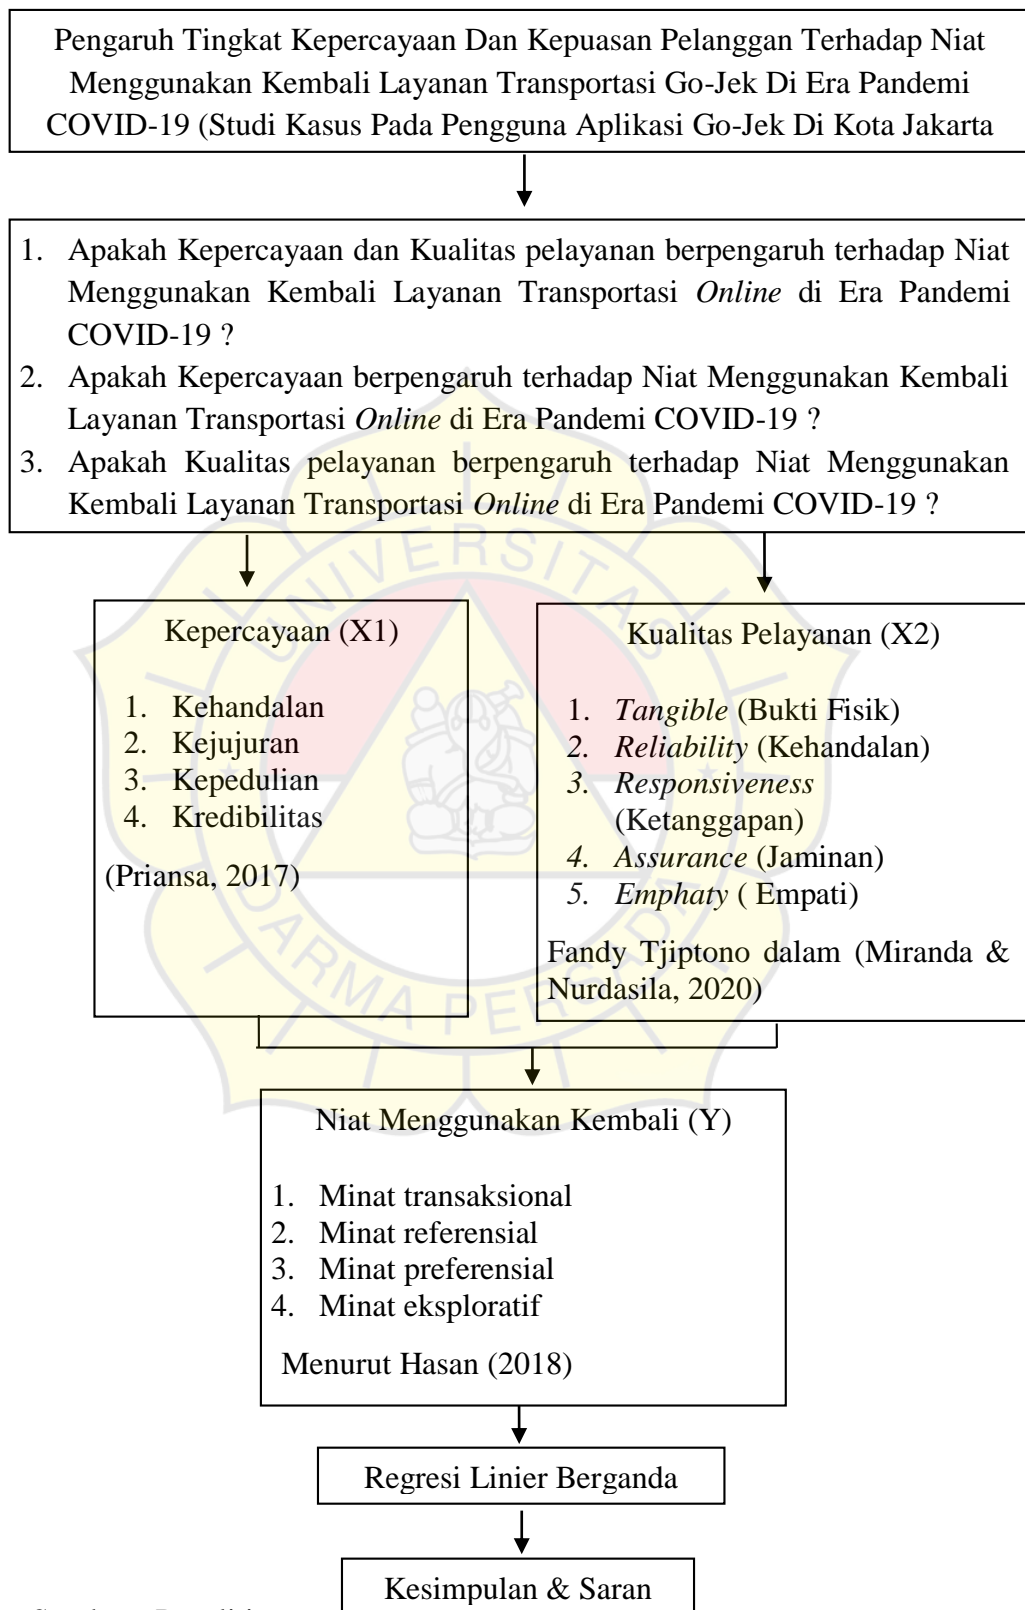 Pengaruh Tingkat Kepercayaan Dan Kepuasan Pelanggan Terhadap Niat
Menggunakan Kembali Layanan Transportasi Go-Jek Di Era Pandemi
COVID-19 (Studi Kasus Pada Pengguna Aplikasi Go-Jek Di Kota Jakarta
1. Apakah Kepercayaan dan Kualitas pelayanan berpengaruh terhadap Niat
Menggunakan Kembali Layanan Transportasi Online di Era Pandemi
COVID-19 ?
2. Apakah Kepercayaan berpengaruh terhadap Niat Menggunakan Kembali
Layanan Transportasi Online di Era Pandemi COVID-19 ?
3. Apakah Kualitas pelayanan berpengaruh terhadap Niat Menggunakan
Kembali Layanan Transportasi Online di Era Pandemi COVID-19 ?
UNIVERSITAS
DARMA PERSADA
Kepercayaan (X1)
1. Kehandalan
2. Kejujuran
3. Kepedulian
4. Kredibilitas
(Priansa, 2017)
Kualitas Pelayanan (X2)
1. Tangible (Bukti Fisik)
2. Reliability (Kehandalan)
3. Responsiveness
(Ketanggapan)
4. Assurance (Jaminan)
5. Emphaty ( Empati)
Fandy Tjiptono dalam (Miranda &
Nurdasila, 2020)
Niat Menggunakan Kembali (Y)
1. Minat transaksional
2. Minat referensial
3. Minat preferensial
4. Minat eksploratif
Menurut Hasan (2018)
Regresi Linier Berganda
Kesimpulan & Saran